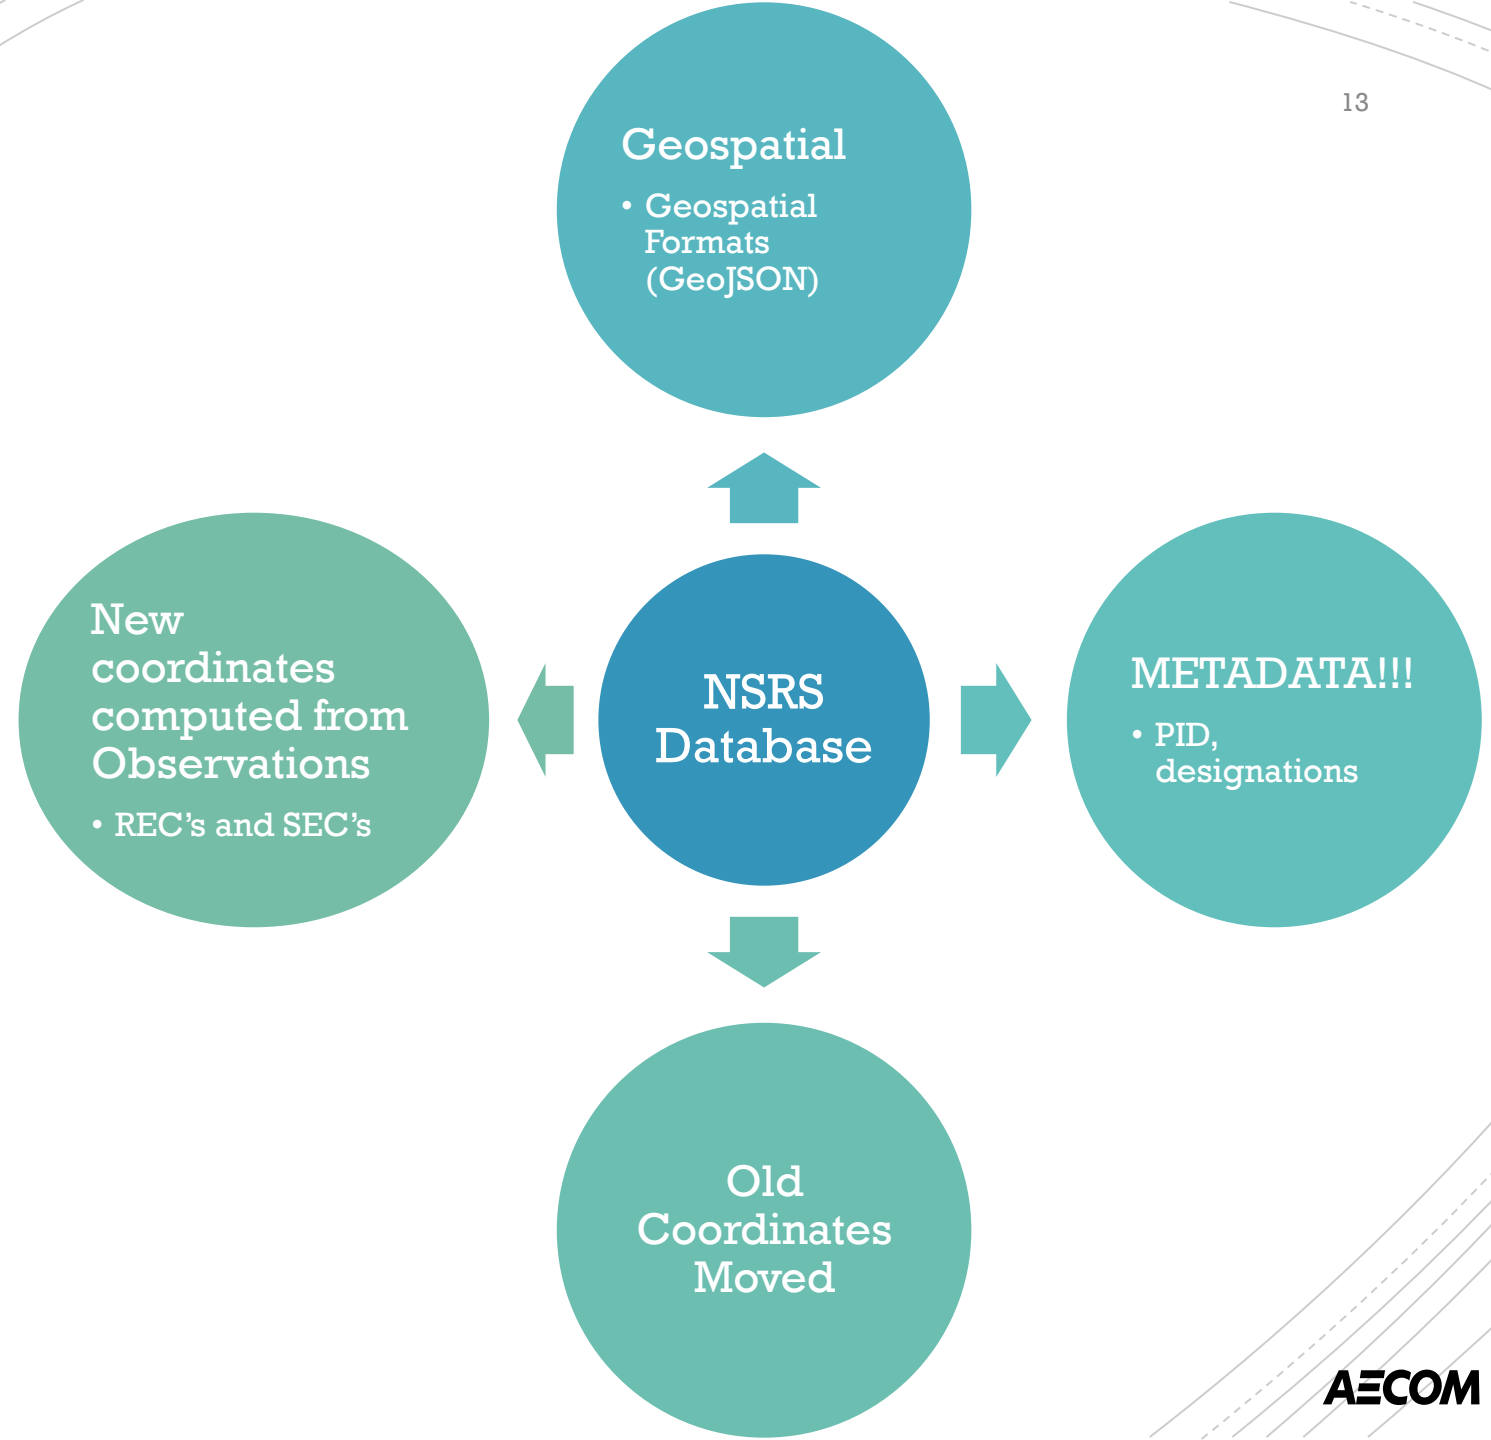 13
Geospatial
• Geospatial
Formats
(GeoJSON)
New
coordinates
computed from
Observations
• REC’s and SEC’s
NSRS
Database
METADATA!!!
• PID,
designations
Old
Coordinates
Moved
AECOM